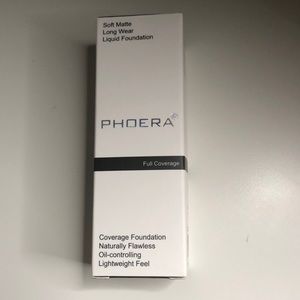 Soft Matte
Long Wear
Liquid Foundation
PHOERA
Full Coverage
Coverage Foundation
Naturally Flawless
Oil-controlling
Lightweight Feel